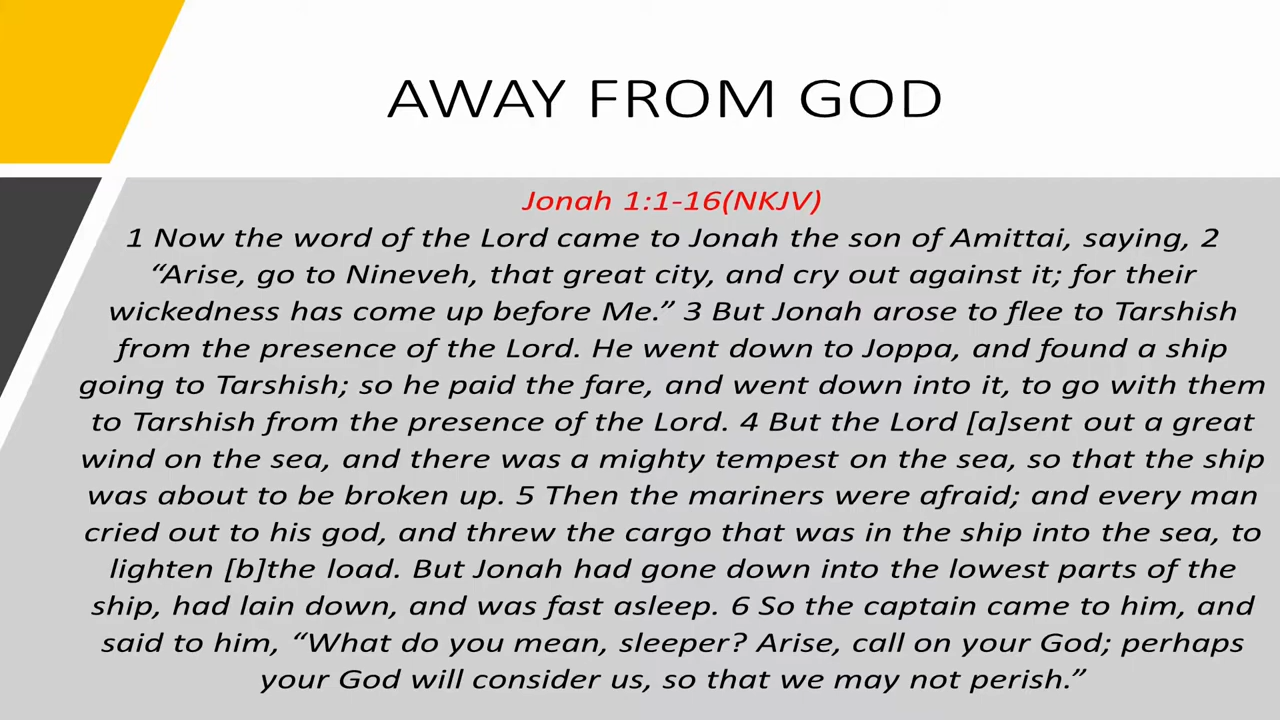 AWAY FROM GOD
Jonah 1:1-16(NKJV)
1 Now the word of the Lord came to Jonah the son of Amittai, saying, 2
“Arise, go to Nineveh, that great city, and cry out against it; for their
wickedness has come up before Me.” 3 But Jonah arose to flee to Tarshish
from the presence of the Lord. He went down to Joppa, and found a ship
going to Tarshish; so he paid the fare, and went down into it, to go with them
to Tarshish from the presence of the Lord. 4 But the Lord [a]sent out a great
wind on the sea, and there was a mighty tempest on the sea, so that the ship
was about to be broken up. 5 Then the mariners were afraid; and every man
cried out to his god, and threw the cargo that was in the ship into the sea, to
lighten [b]the load. But Jonah had gone down into the lowest parts of the
ship, had lain down, and was fast asleep. 6 So the captain came to him, and
said to him, “What do you mean, sleeper? Arise, call on your God; perhaps
your God will consider us, so that we may not perish.”